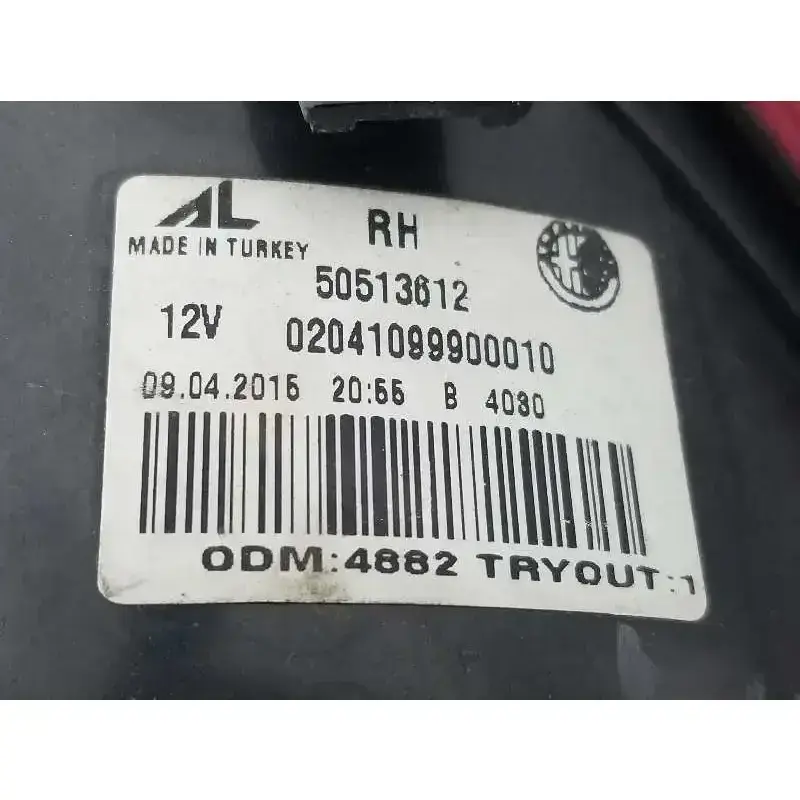 AL RH
MADE IN TURKEY
50513612
12V 02041099900010
09.04.2015 20:55 B 4030
ODM:4882 TRYOUT:1